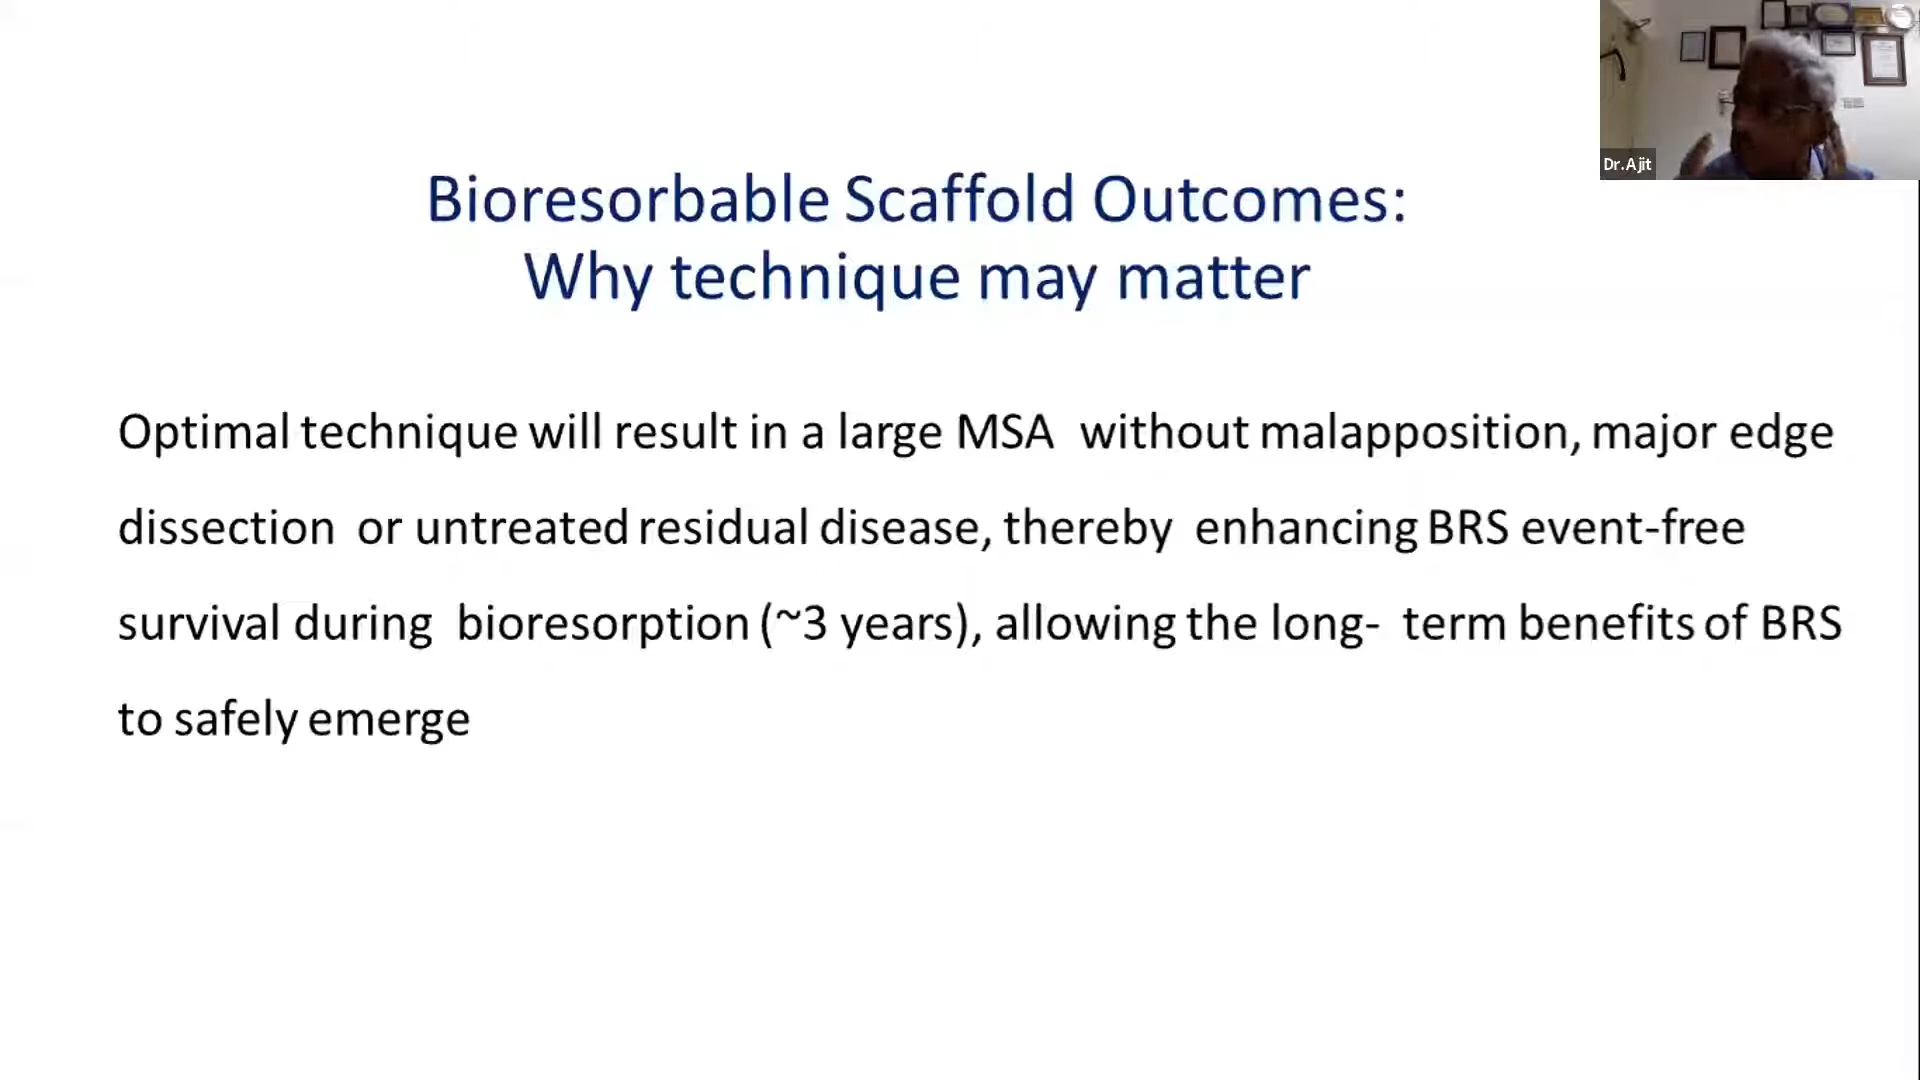 Dr.Ajit
Bioresorbable Scaffold Outcomes:
Why technique may matter
Optimal technique will result in a large MSA without malapposition, major edge
dissection or untreated residual disease, thereby enhancing BRS event-free
survival during bioresorption (~3 years), allowing the long- term benefits of BRS
to safely emerge